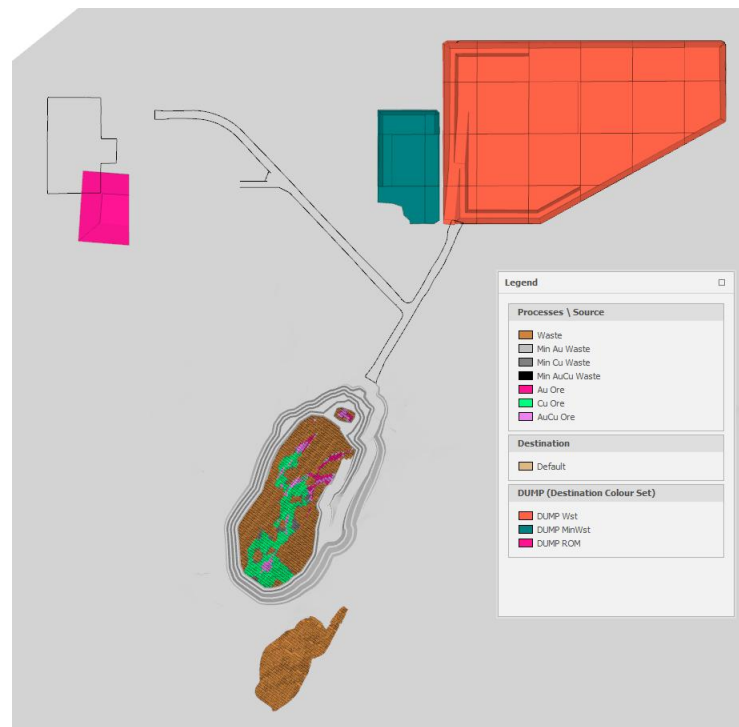 Legend
Processes \ Source
Waste
Min Au Waste
Min Cu Waste
Min AuCu Waste
Au Ore
Cu Ore
AuCu Ore
Destination
Default
DUMP (Destination Colour Set)
DUMP Wst
DUMP MinWst
DUMP ROM